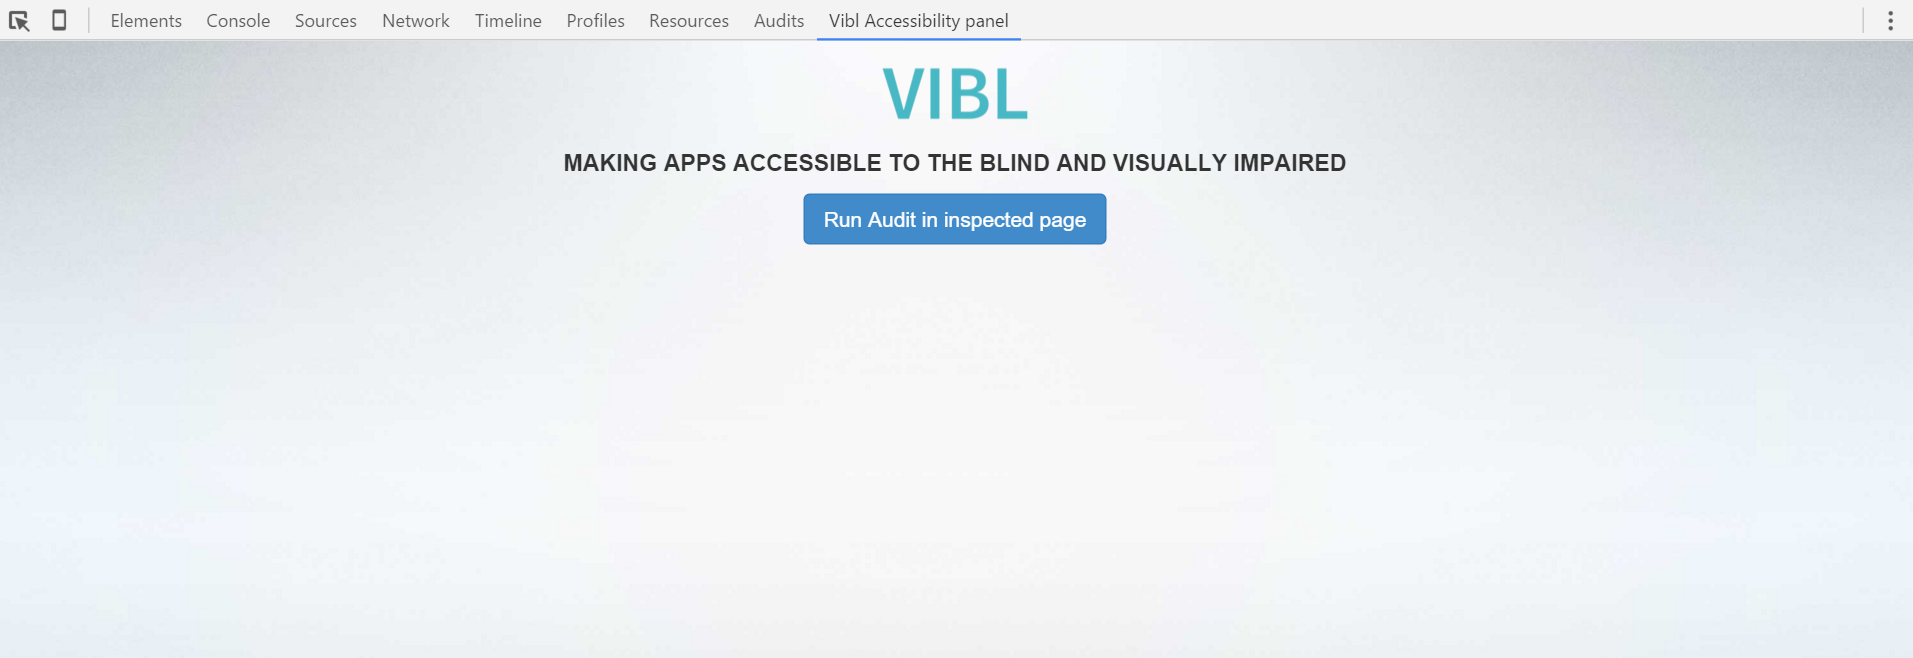 Elements Console Sources Network Timeline Profiles Resources Audits Vibl Accessibility panel
VIBL
MAKING APPS ACCESSIBLE TO THE BLIND AND VISUALLY IMPAIRED
Run Audit in inspected page